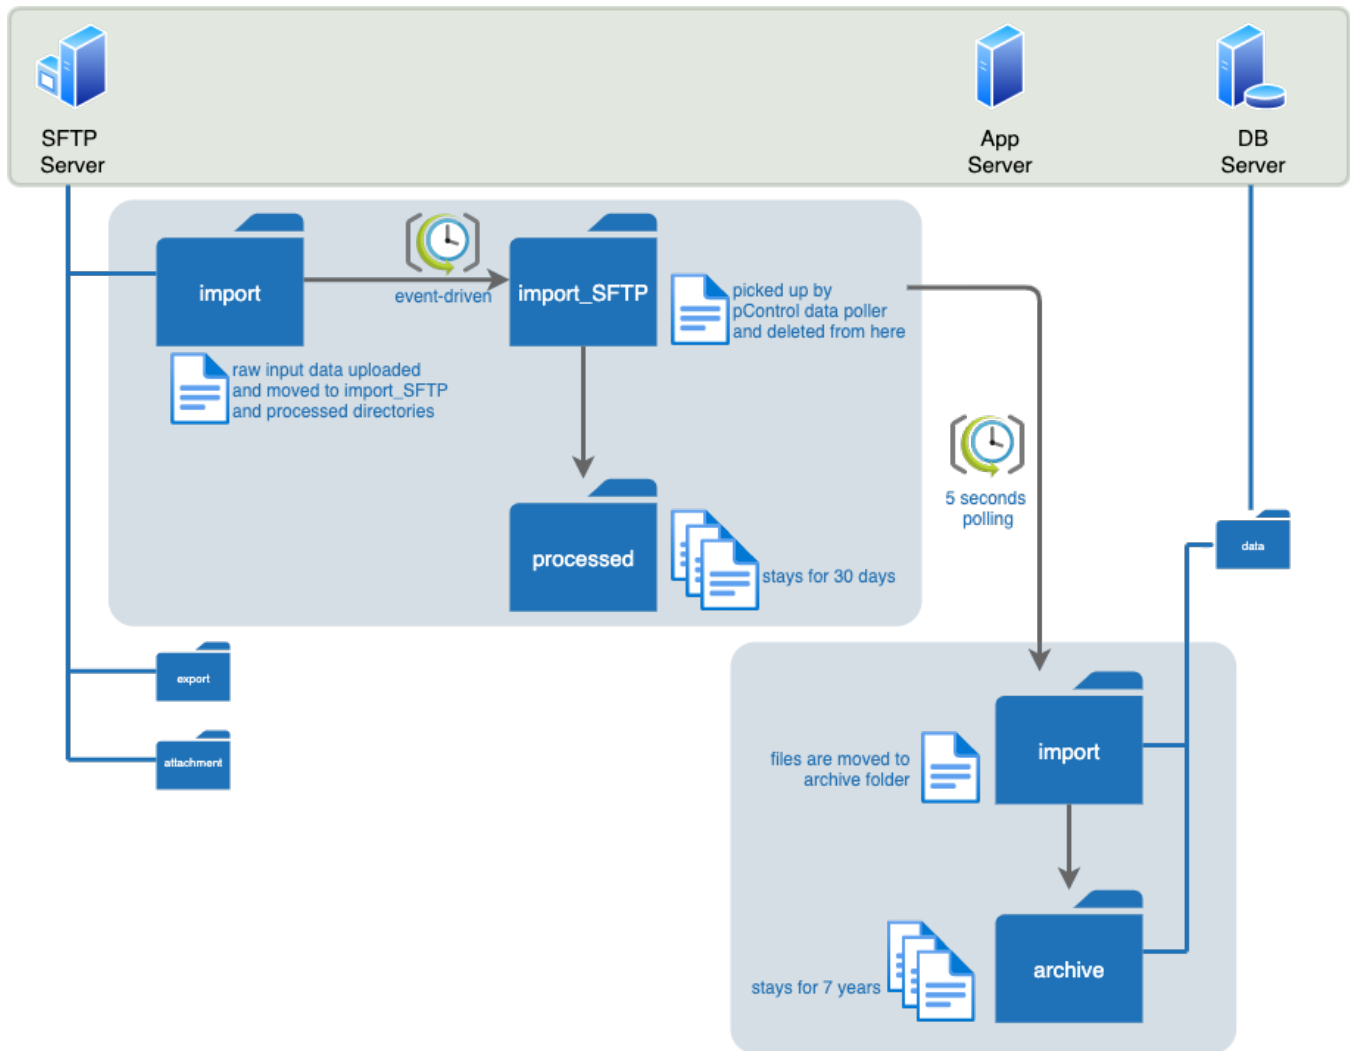 SFTP
Server
App
Server
DB
Server
import
event-driven
import_SFTP
picked up by
pControl data poller
and deleted from here
raw input data uploaded
and moved to import_SFTP
and processed directories
5 seconds
polling
processed
stays for 30 days
data
export
attachment
files are moved to
archive folder
import
stays for 7 years
archive